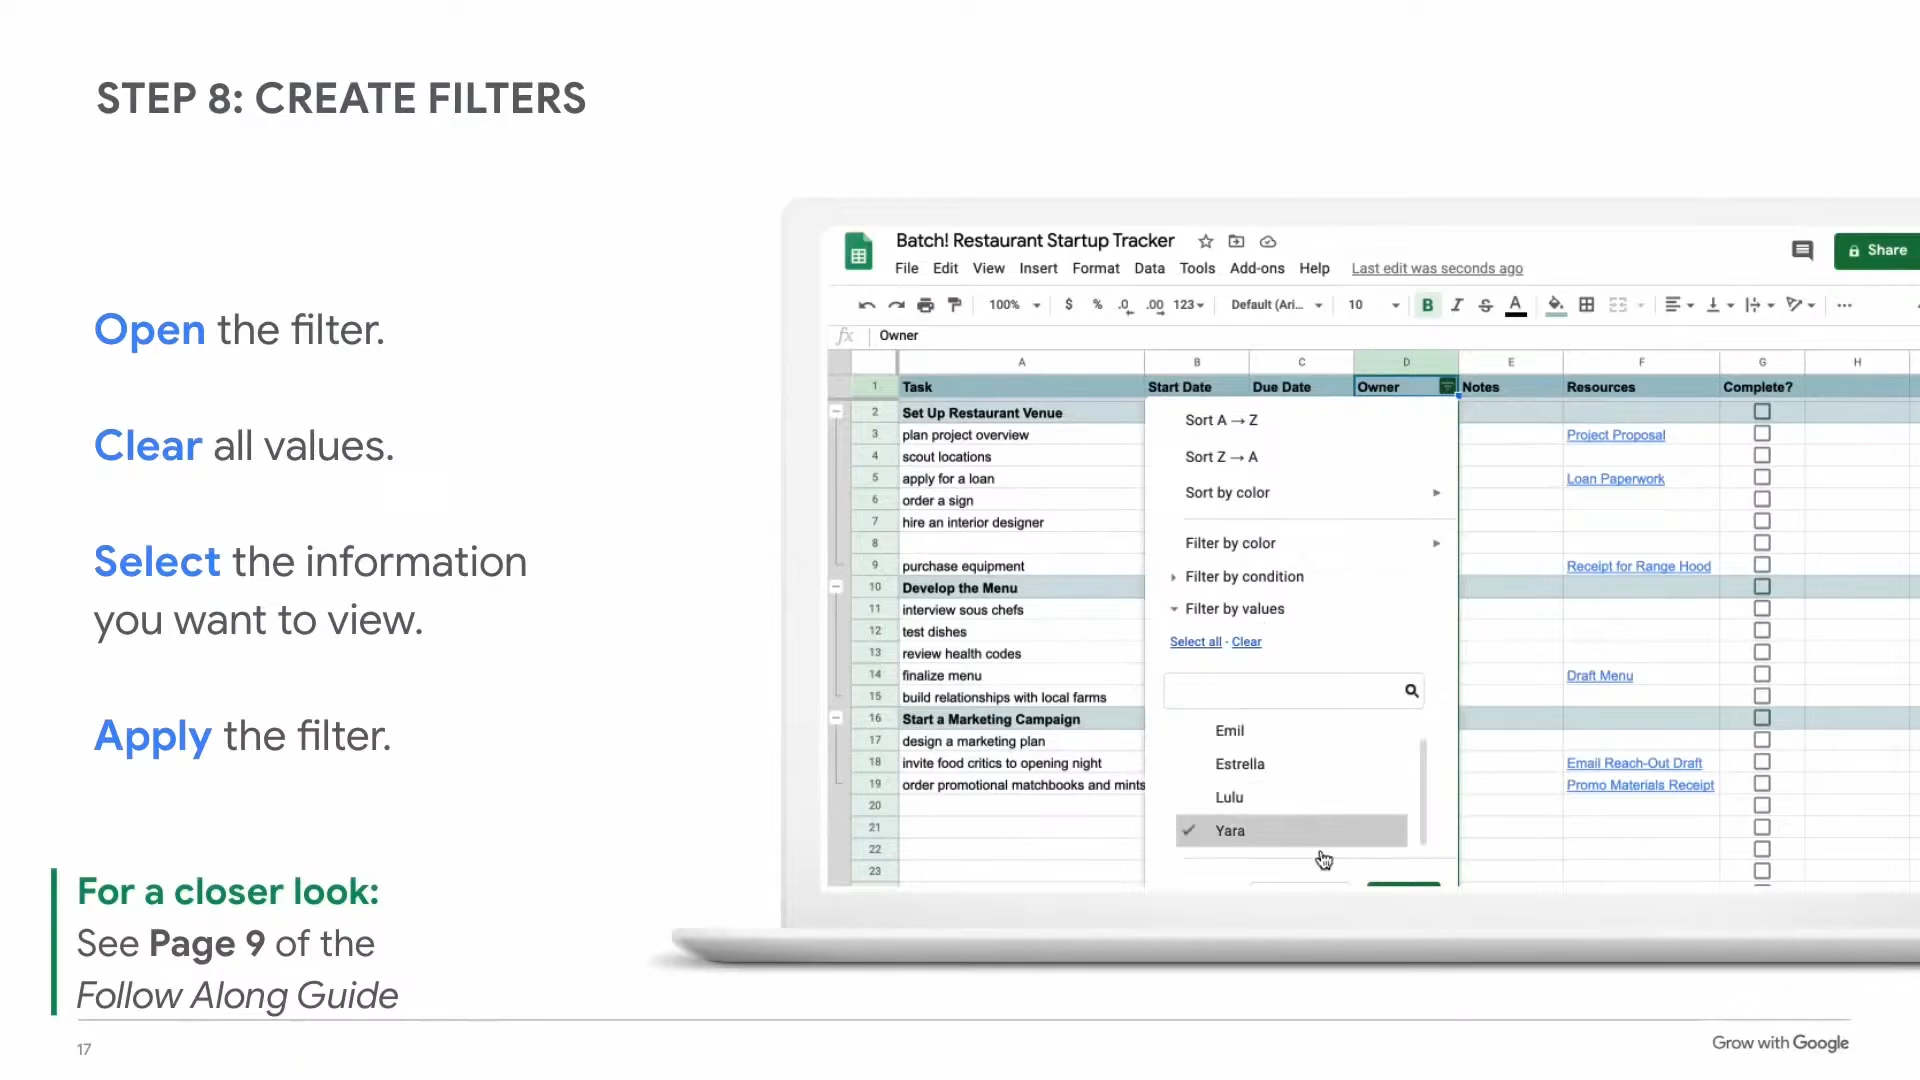 STEP 8: CREATE FILTERS
Open the filter.
Clear all values.
Select the information
you want to view.
Apply the filter.
For a closer look:
See Page 9 of the
Follow Along Guide
Batch! Restaurant Startup Tracker
Share
File Edit View Insert Format Data Tools Add-ons Help Last edit was seconds ago
100% $ % .0 .00 123 Default (Ari... 10 B I S A
fx Owner
A B C D E F G H
1 Task Start Date Due Date Owner Notes Resources Complete?
2 Set Up Restaurant Venue
3 plan project overview Project Proposal
4 scout locations
5 apply for a loan Loan Paperwork
6 order a sign
7 hire an interior designer
8
9 purchase equipment Receipt for Range Hood
10 Develop the Menu
11 interview sous chefs
12 test dishes
13 review health codes
14 finalize menu Draft Menu
15 build relationships with local farms
16 Start a Marketing Campaign
17 design a marketing plan
18 invite food critics to opening night Email Reach-Out Draft
19 order promotional matchbooks and mints Promo Materials Receipt
20
21
22
23
Sort A → Z
Sort Z → A
Sort by color
Filter by color
Filter by condition
Filter by values
Select all - Clear
Emil
Estrella
Lulu
Yara
17
Grow with Google